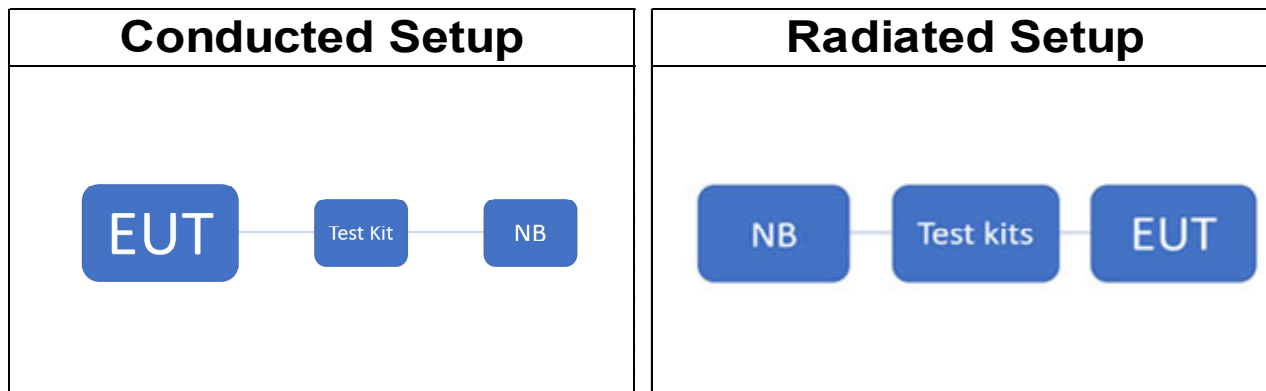 Conducted Setup
Radiated Setup
EUT
Test Kit
NB
NB
Test kits
EUT